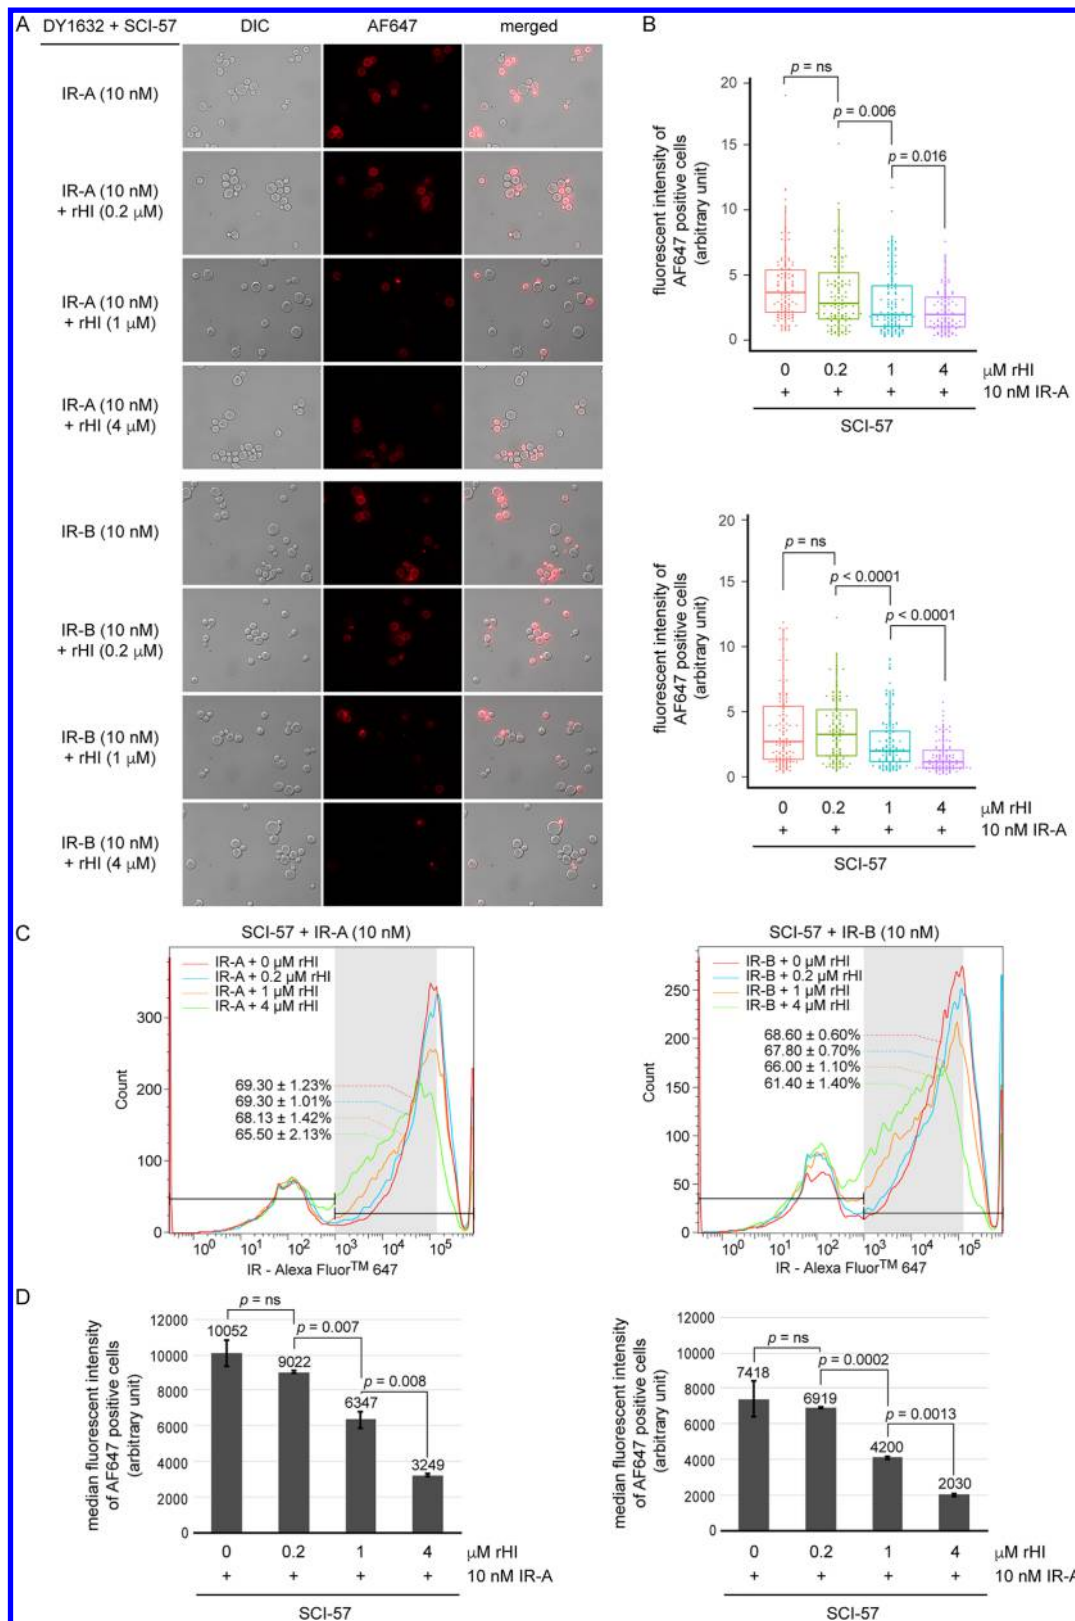 A
DY1632 + SCI-57
DIC
AF647
merged
IR-A (10 nM)
IR-A (10 nM)
+ rHI (0.2 µM)
IR-A (10 nM)
+ rHI (1 µM)
IR-A (10 nM)
+ rHI (4 µM)
IR-B (10 nM)
IR-B (10 nM)
+ rHI (0.2 µM)
IR-B (10 nM)
+ rHI (1 µM)
IR-B (10 nM)
+ rHI (4 µM)
B
fluorescent intensity of
AF647 positive cells
(arbitrary unit)
20
15
10
5
0
p = ns
p = 0.006
p = 0.016
0 0.2 1 4 µM rHI
+ + + + 10 nM IR-A
SCI-57
fluorescent intensity of
AF647 positive cells
(arbitrary unit)
20
15
10
5
0
p = ns
p < 0.0001
p < 0.0001
0 0.2 1 4 µM rHI
+ + + + 10 nM IR-A
SCI-57
C
SCI-57 + IR-A (10 nM)
IR-A + 0 µM rHI
IR-A + 0.2 µM rHI
IR-A + 1 µM rHI
IR-A + 4 µM rHI
69.30 ± 1.23%
69.30 ± 1.01%
68.13 ± 1.42%
65.50 ± 2.13%
Count
300
200
100
0
10⁰ 10¹ 10² 10³ 10⁴ 10⁵
IR - Alexa Fluor™ 647
SCI-57 + IR-B (10 nM)
IR-B + 0 µM rHI
IR-B + 0.2 µM rHI
IR-B + 1 µM rHI
IR-B + 4 µM rHI
68.60 ± 0.60%
67.80 ± 0.70%
66.00 ± 1.10%
61.40 ± 1.40%
Count
250
200
150
100
50
0
10⁰ 10¹ 10² 10³ 10⁴ 10⁵
IR - Alexa Fluor™ 647
D
median fluorescent intensity
of AF647 positive cells
(arbitrary unit)
12000
10000
8000
6000
4000
2000
0
p = ns
p = 0.007
p = 0.008
10052
9022
6347
3249
0 0.2 1 4 µM rHI
+ + + + 10 nM IR-A
SCI-57
median fluorescent intensity
of AF647 positive cells
(arbitrary unit)
12000
10000
8000
6000
4000
2000
0
p = ns
p = 0.0002
p = 0.0013
7418
6919
4200
2030
0 0.2 1 4 µM rHI
+ + + + 10 nM IR-A
SCI-57